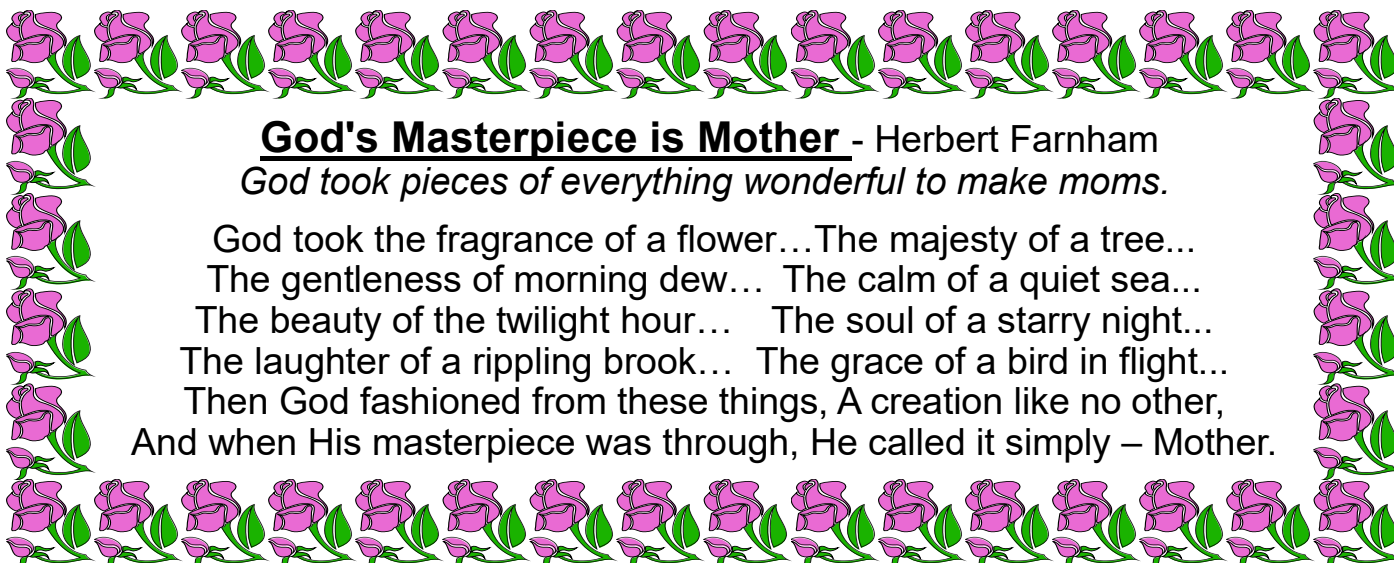 God's Masterpiece is Mother - Herbert Farnham
God took pieces of everything wonderful to make moms.
God took the fragrance of a flower…The majesty of a tree...
The gentleness of morning dew… The calm of a quiet sea...
The beauty of the twilight hour… The soul of a starry night...
The laughter of a rippling brook… The grace of a bird in flight...
Then God fashioned from these things, A creation like no other,
And when His masterpiece was through, He called it simply – Mother.